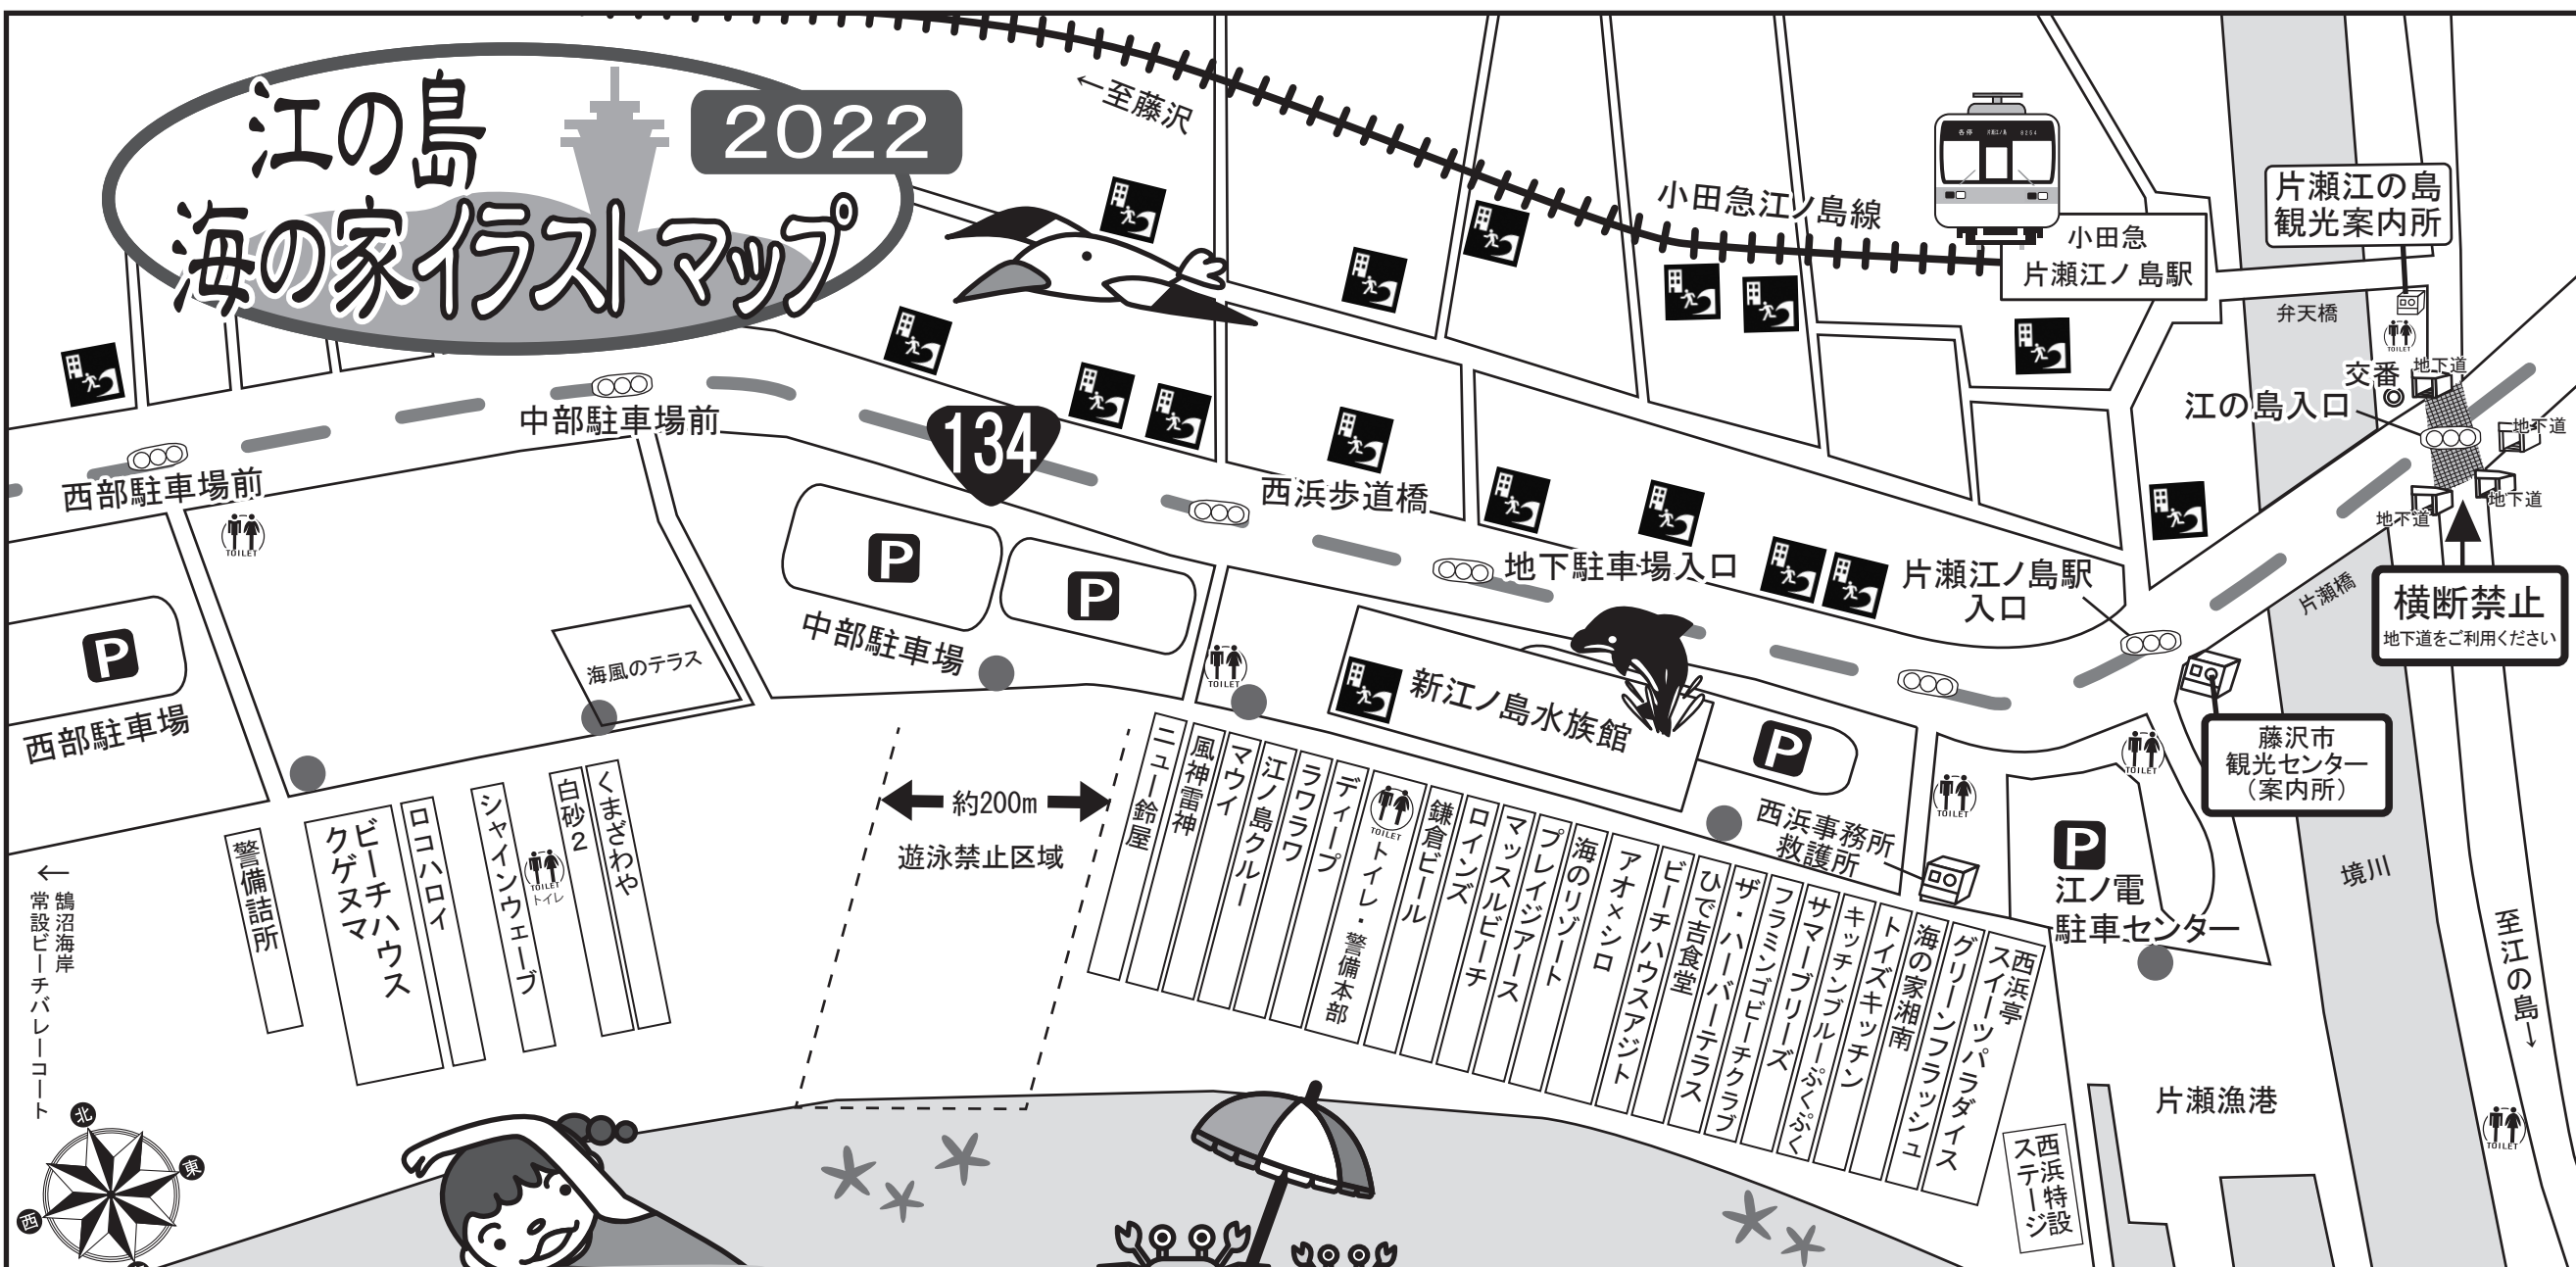 江の島
海の家イラストマップ
2022
←至藤沢
小田急江ノ島線
小田急
片瀬江ノ島駅
片瀬江の島
観光案内所
弁天橋
TOILET
交番
地下道
江の島入口
地下道
地下道
地下道
横断禁止
地下道をご利用ください
片瀬橋
中部駐車場前
西部駐車場前
134
西浜歩道橋
地下駐車場入口
片瀬江ノ島駅
入口
TOILET
P
西部駐車場
海風のテラス
P
P
中部駐車場
TOILET
新江ノ島水族館
P
西浜事務所
救護所
TOILET
TOILET
藤沢市
観光センター
（案内所）
P
江ノ電
駐車センター
境川
至江の島→
片瀬漁港
TOILET
←
鵠沼海岸
常設ビーチバレーコート
警備詰所
ビーチハウス
クゲヌマ
ロコハロイ
シャインウェーブ
TOILET
トイレ
白砂2
くまざわや
約200m
遊泳禁止区域
ニュー鈴屋
風神雷神
マウイ
江ノ島クルー
ラワラワ
ディープ
TOILET
トイレ・警備本部
鎌倉ビール
ロインズ
マッスルビーチ
プレイジアース
海のリゾート
アオ×シロ
ビーチハウスアジト
ひで吉食堂
ザ・ハーバーテラス
フラミンゴビーチクラブ
サマーブリーズ
キッチンブルーぷくぷく
トイズキッチン
海の家湘南
グリーンフラッシュ
西浜亭
スイーツパラダイス
西浜特設
ステージ
北
東
西